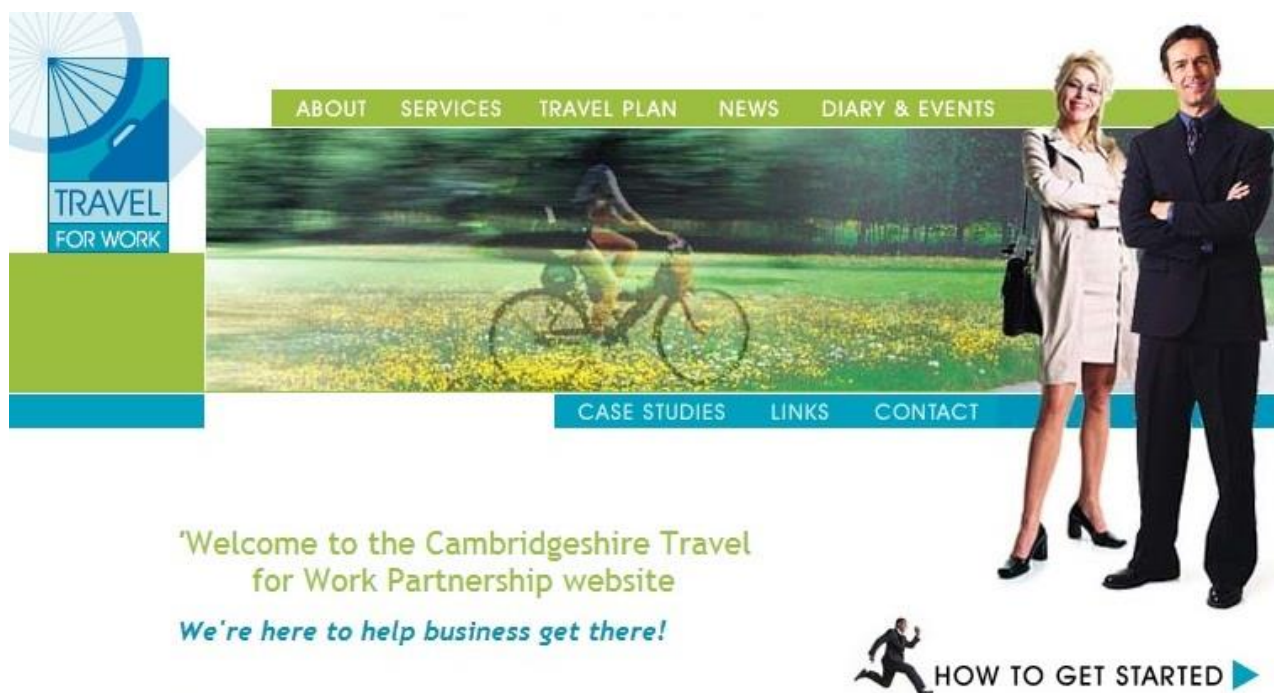 TRAVEL
FOR WORK
ABOUT SERVICES TRAVEL PLAN NEWS DIARY & EVENTS
CASE STUDIES LINKS CONTACT
'Welcome to the Cambridgeshire Travel
for Work Partnership website
We're here to help business get there!
HOW TO GET STARTED